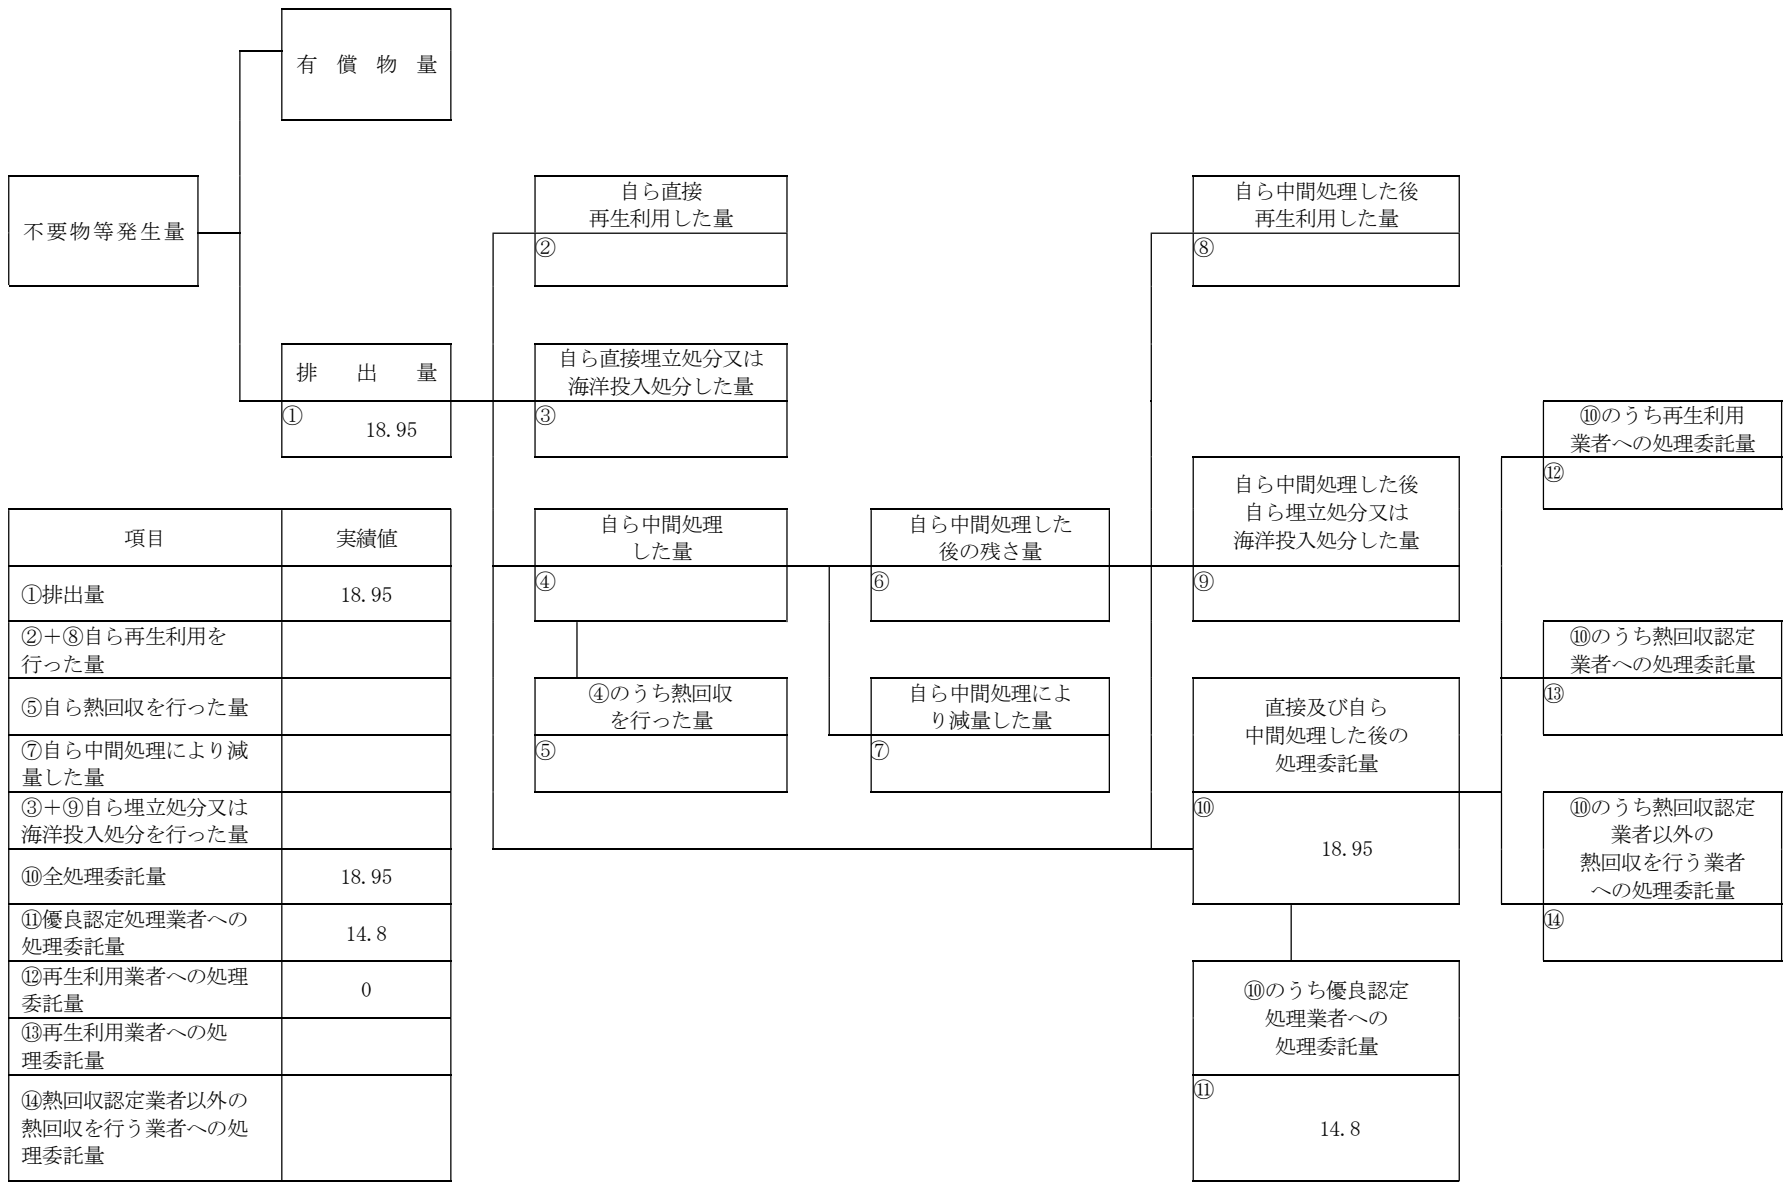 有償物量
不要物等発生量
自ら直接
再生利用した量
②
自ら中間処理した後
再生利用した量
⑧
排出量
①
18.95
自ら直接埋立処分又は
海洋投入処分した量
③
⑩のうち再生利用
業者への処理委託量
⑫
自ら中間処理した後
自ら埋立処分又は
海洋投入処分した量
⑨
自ら中間処理
した量
④
自ら中間処理した
後の残さ量
⑥
⑩のうち熱回収認定
業者への処理委託量
⑬
④のうち熱回収
を行った量
⑤
自ら中間処理によ
り減量した量
⑦
直接及び自ら
中間処理した後の
処理委託量
⑩
18.95
⑩のうち熱回収認定
業者以外の
熱回収を行う業者
への処理委託量
⑭
⑩のうち優良認定
処理業者への
処理委託量
⑪
14.8
項目 実績値
①排出量 18.95
②+⑧自ら再生利用を
行った量
⑤自ら熱回収を行った量
⑦自ら中間処理により減
量した量
③+⑨自ら埋立処分又は
海洋投入処分を行った量
⑩全処理委託量 18.95
⑪優良認定処理業者への
処理委託量
14.8
⑫再生利用業者への処理
委託量
0
⑬再生利用業者への処
理委託量
⑭熱回収認定業者以外の
熱回収を行う業者への処
理委託量